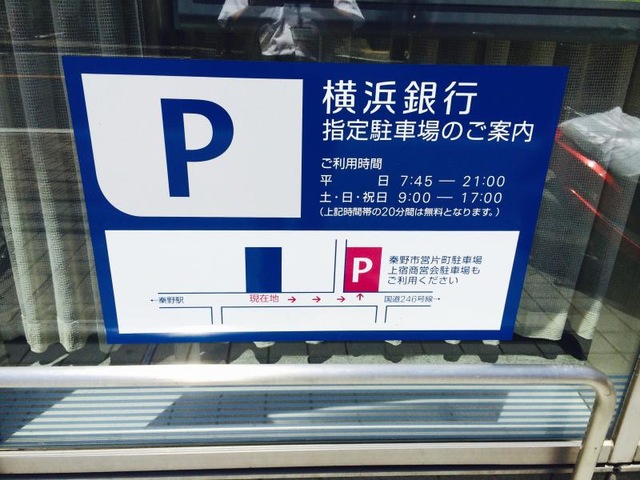 P
横浜銀行
指定駐車場のご案内
ご利用時間
平 日 7:45 — 21:00
土・日・祝日 9:00 — 17:00
(上記時間帯の20分間は無料となります。)
P
秦野市営片町駐車場
上宿商営会駐車場も
ご利用ください
←秦野駅
現在地 → → → ↑
国道246号線→